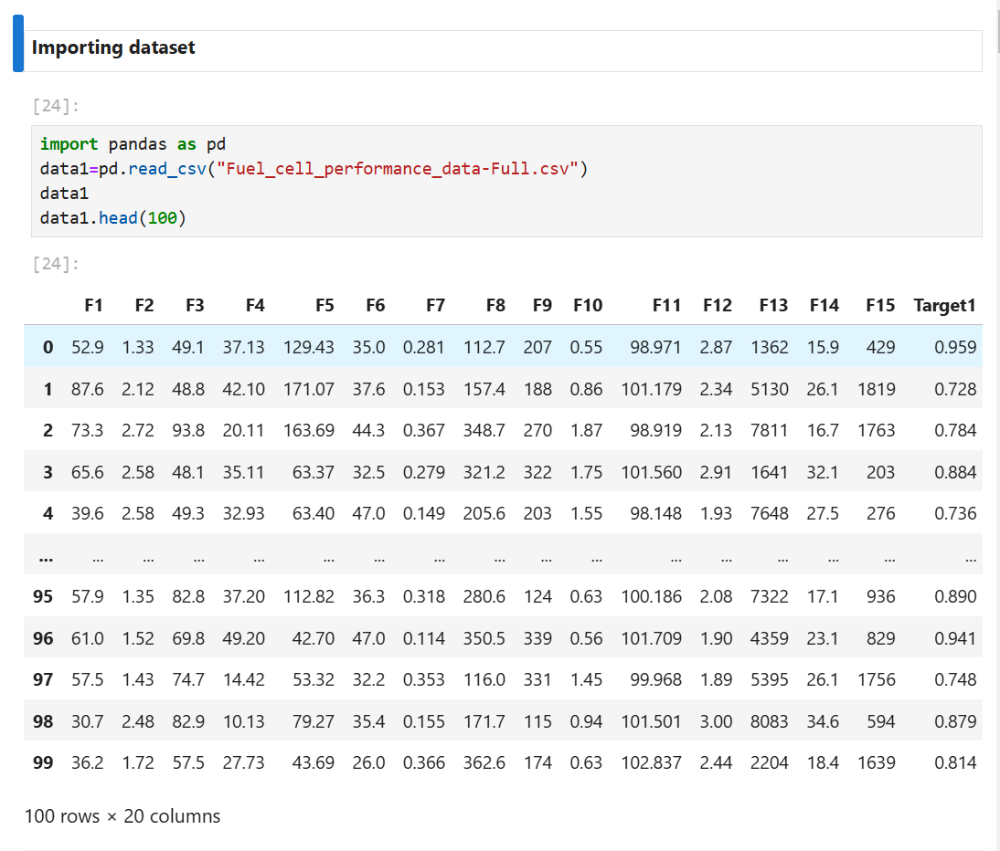 Importing dataset
[24]:
import pandas as pd
data1=pd.read_csv("Fuel_cell_performance_data-Full.csv")
data1
data1.head(100)
[24]:
F1 F2 F3 F4 F5 F6 F7 F8 F9 F10 F11 F12 F13 F14 F15 Target1
0 52.9 1.33 49.1 37.13 129.43 35.0 0.281 112.7 207 0.55 98.971 2.87 1362 15.9 429 0.959
1 87.6 2.12 48.8 42.10 171.07 37.6 0.153 157.4 188 0.86 101.179 2.34 5130 26.1 1819 0.728
2 73.3 2.72 93.8 20.11 163.69 44.3 0.367 348.7 270 1.87 98.919 2.13 7811 16.7 1763 0.784
3 65.6 2.58 48.1 35.11 63.37 32.5 0.279 321.2 322 1.75 101.560 2.91 1641 32.1 203 0.884
4 39.6 2.58 49.3 32.93 63.40 47.0 0.149 205.6 203 1.55 98.148 1.93 7648 27.5 276 0.736
... ... ... ... ... ... ... ... ... ... ... ... ... ... ... ... ...
95 57.9 1.35 82.8 37.20 112.82 36.3 0.318 280.6 124 0.63 100.186 2.08 7322 17.1 936 0.890
96 61.0 1.52 69.8 49.20 42.70 47.0 0.114 350.5 339 0.56 101.709 1.90 4359 23.1 829 0.941
97 57.5 1.43 74.7 14.42 53.32 32.2 0.353 116.0 331 1.45 99.968 1.89 5395 26.1 1756 0.748
98 30.7 2.48 82.9 10.13 79.27 35.4 0.155 171.7 115 0.94 101.501 3.00 8083 34.6 594 0.879
99 36.2 1.72 57.5 27.73 43.69 26.0 0.366 362.6 174 0.63 102.837 2.44 2204 18.4 1639 0.814
100 rows × 20 columns